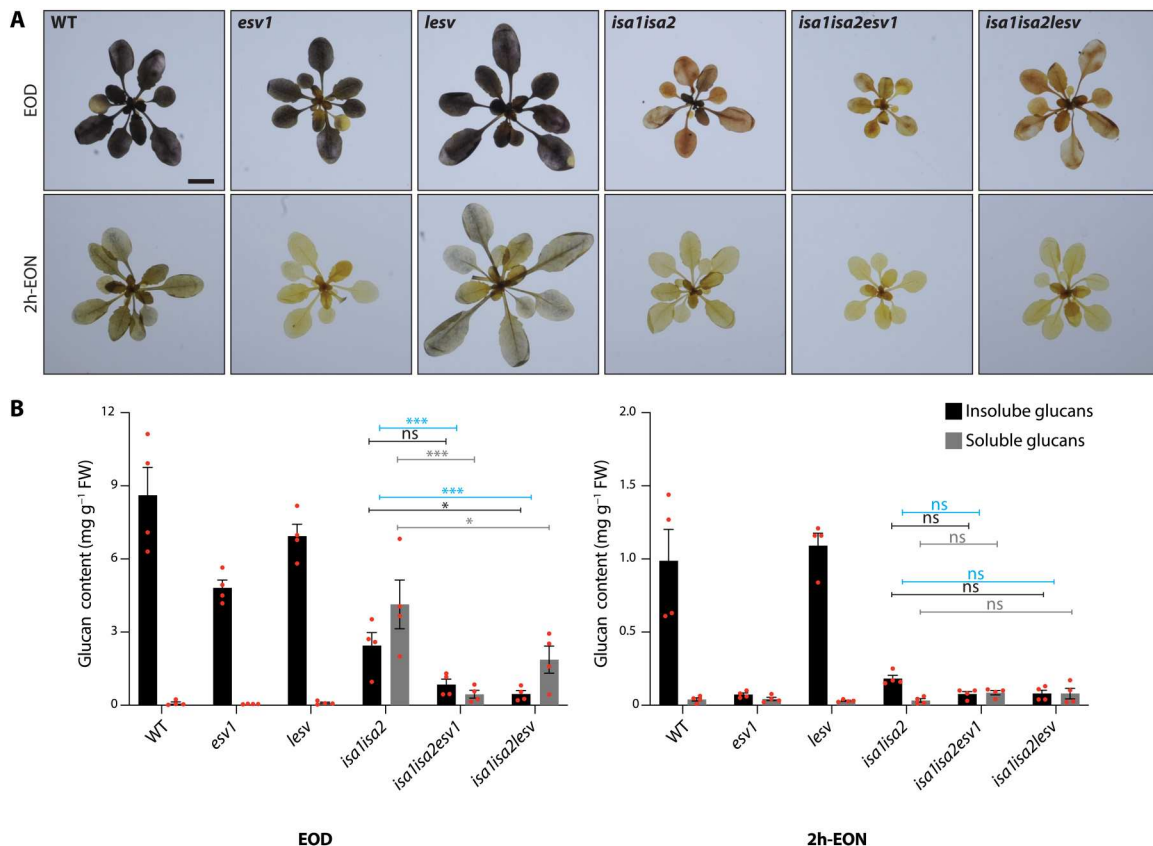 A
WT
esv1
lesv
isa1isa2
isa1isa2esv1
isa1isa2lesv
EOD
2h-EON
B
Glucan content (mg g⁻¹ FW)
12
9
6
3
0
***
ns
***
***
*
*
WT
esv1
lesv
isa1isa2
isa1isa2esv1
isa1isa2lesv
EOD
Glucan content (mg g⁻¹ FW)
2.0
1.5
1.0
0.5
0
Insolube glucans
Soluble glucans
ns
ns
ns
ns
ns
ns
WT
esv1
lesv
isa1isa2
isa1isa2esv1
isa1isa2lesv
2h-EON